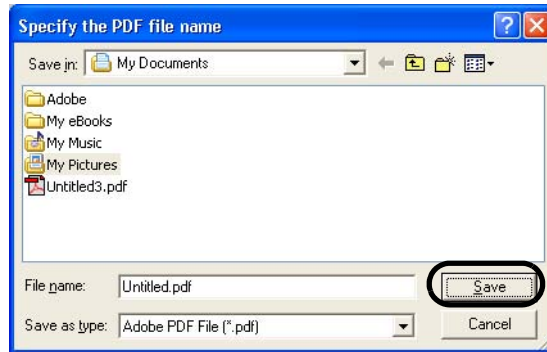 Specify the PDF file name
Save in: My Documents
Adobe
My eBooks
My Music
My Pictures
Untitled3.pdf
File name: Untitled.pdf Save
Save as type: Adobe PDF File (*.pdf) Cancel